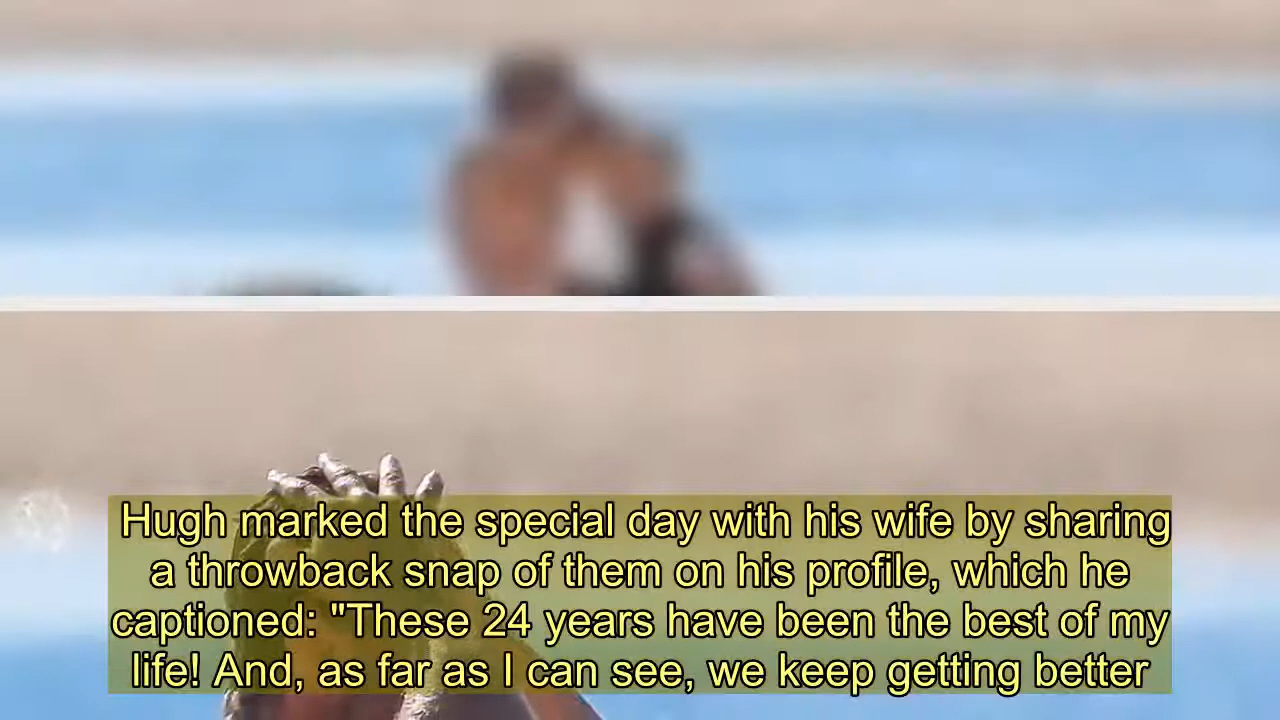 Hugh marked the special day with his wife by sharing
a throwback snap of them on his profile, which he
captioned: "These 24 years have been the best of my
life! And, as far as I can see, we keep getting better